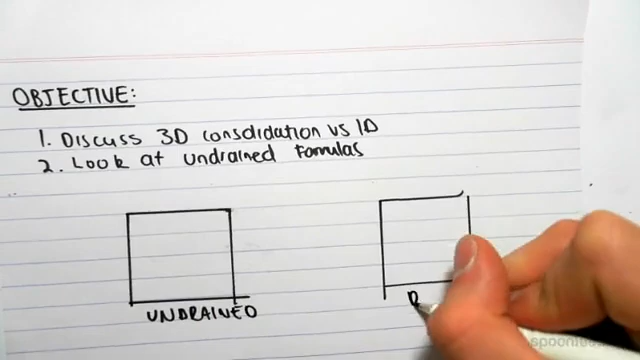 OBJECTIVE:
1. Discuss 3D consolidation vs 1D
2. Look at undrained formulas
UNDRAINED
D